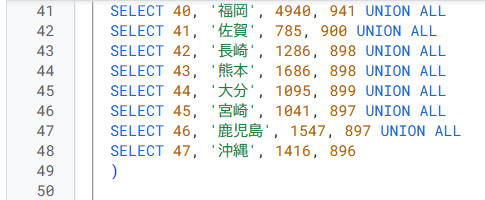 41 SELECT 40, '福岡', 4940, 941 UNION ALL
42 SELECT 41, '佐賀', 785, 900 UNION ALL
43 SELECT 42, '長崎', 1286, 898 UNION ALL
44 SELECT 43, '熊本', 1686, 898 UNION ALL
45 SELECT 44, '大分', 1095, 899 UNION ALL
46 SELECT 45, '宮崎', 1041, 897 UNION ALL
47 SELECT 46, '鹿児島', 1547, 897 UNION ALL
48 SELECT 47, '沖縄', 1416, 896
49 )
50